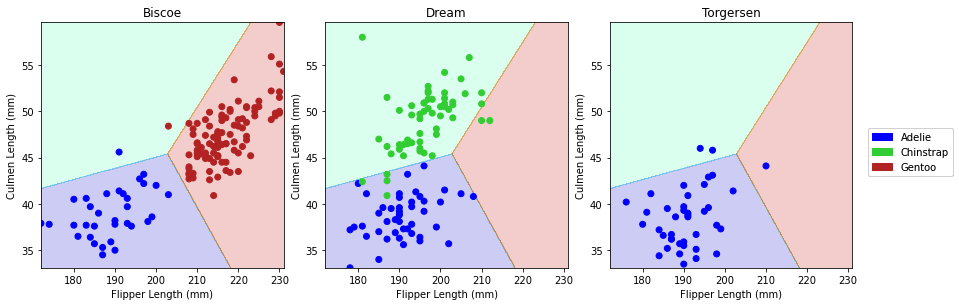 Biscoe
Dream
Torgersen
55
50
45
40
35
180
190
200
210
220
230
Culmen Length (mm)
Flipper Length (mm)
55
50
45
40
35
180
190
200
210
220
230
Culmen Length (mm)
Flipper Length (mm)
55
50
45
40
35
180
190
200
210
220
230
Culmen Length (mm)
Flipper Length (mm)
Adelie
Chinstrap
Gentoo